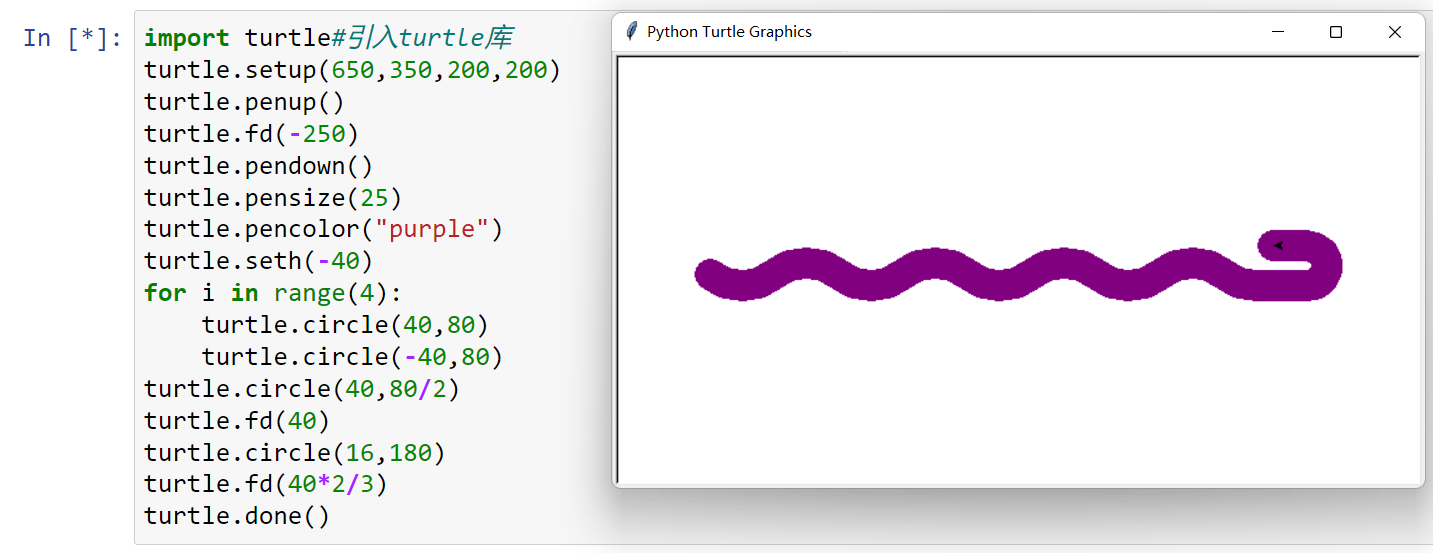 In [*]:
import turtle#引入turtle库
turtle.setup(650,350,200,200)
turtle.penup()
turtle.fd(-250)
turtle.pendown()
turtle.pensize(25)
turtle.pencolor("purple")
turtle.seth(-40)
for i in range(4):
    turtle.circle(40,80)
    turtle.circle(-40,80)
turtle.circle(40,80/2)
turtle.fd(40)
turtle.circle(16,180)
turtle.fd(40*2/3)
turtle.done()
Python Turtle Graphics